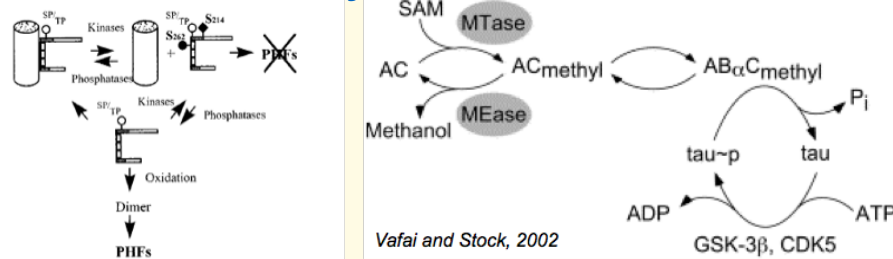 SP/TP
Kinases
Phosphatases
SP/TP
S214
S262
+
PHFs
SP/TP
Kinases
Phosphatases
Oxidation
Dimer
PHFs
SAM
MTase
AC
ACmethyl
ABαCmethyl
MEase
Methanol
Pi
tau~p
tau
ADP
ATP
GSK-3β, CDK5
Vafai and Stock, 2002